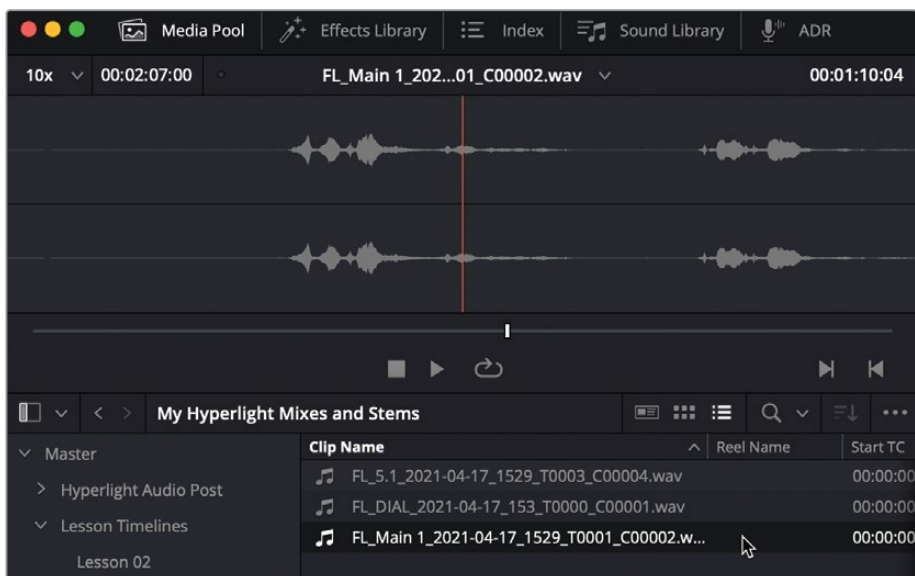 Media Pool Effects Library Index Sound Library ADR
10x 00:02:07:00 FL_Main 1_202...01_C00002.wav 00:01:10:04
My Hyperlight Mixes and Stems
Master
Hyperlight Audio Post
Lesson Timelines
Lesson 02
Clip Name Reel Name Start TC
FL_5.1_2021-04-17_1529_T0003_C00004.wav 00:00:00
FL_DIAL_2021-04-17_153_T0000_C00001.wav 00:00:00
FL_Main 1_2021-04-17_1529_T0001_C00002.w... 00:00:00